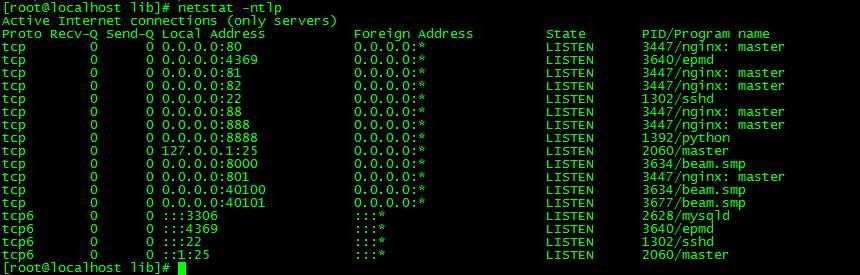 [root@localhost lib]# netstat -ntlp
Active Internet connections (only servers)
Proto Recv-Q Send-Q Local Address Foreign Address State PID/Program name
tcp 0 0 0.0.0.0:80 0.0.0.0:* LISTEN 3447/nginx: master
tcp 0 0 0.0.0.0:4369 0.0.0.0:* LISTEN 3640/epmd
tcp 0 0 0.0.0.0:81 0.0.0.0:* LISTEN 3447/nginx: master
tcp 0 0 0.0.0.0:82 0.0.0.0:* LISTEN 3447/nginx: master
tcp 0 0 0.0.0.0:22 0.0.0.0:* LISTEN 1302/sshd
tcp 0 0 0.0.0.0:88 0.0.0.0:* LISTEN 3447/nginx: master
tcp 0 0 0.0.0.0:888 0.0.0.0:* LISTEN 3447/nginx: master
tcp 0 0 0.0.0.0:8888 0.0.0.0:* LISTEN 1392/python
tcp 0 0 127.0.0.1:25 0.0.0.0:* LISTEN 2060/master
tcp 0 0 0.0.0.0:8000 0.0.0.0:* LISTEN 3634/beam.smp
tcp 0 0 0.0.0.0:801 0.0.0.0:* LISTEN 3447/nginx: master
tcp 0 0 0.0.0.0:40100 0.0.0.0:* LISTEN 3634/beam.smp
tcp 0 0 0.0.0.0:40101 0.0.0.0:* LISTEN 3677/beam.smp
tcp6 0 0 :::3306 :::* LISTEN 2628/mysqld
tcp6 0 0 :::4369 :::* LISTEN 3640/epmd
tcp6 0 0 :::22 :::* LISTEN 1302/sshd
tcp6 0 0 ::1:25 :::* LISTEN 2060/master
[root@localhost lib]#